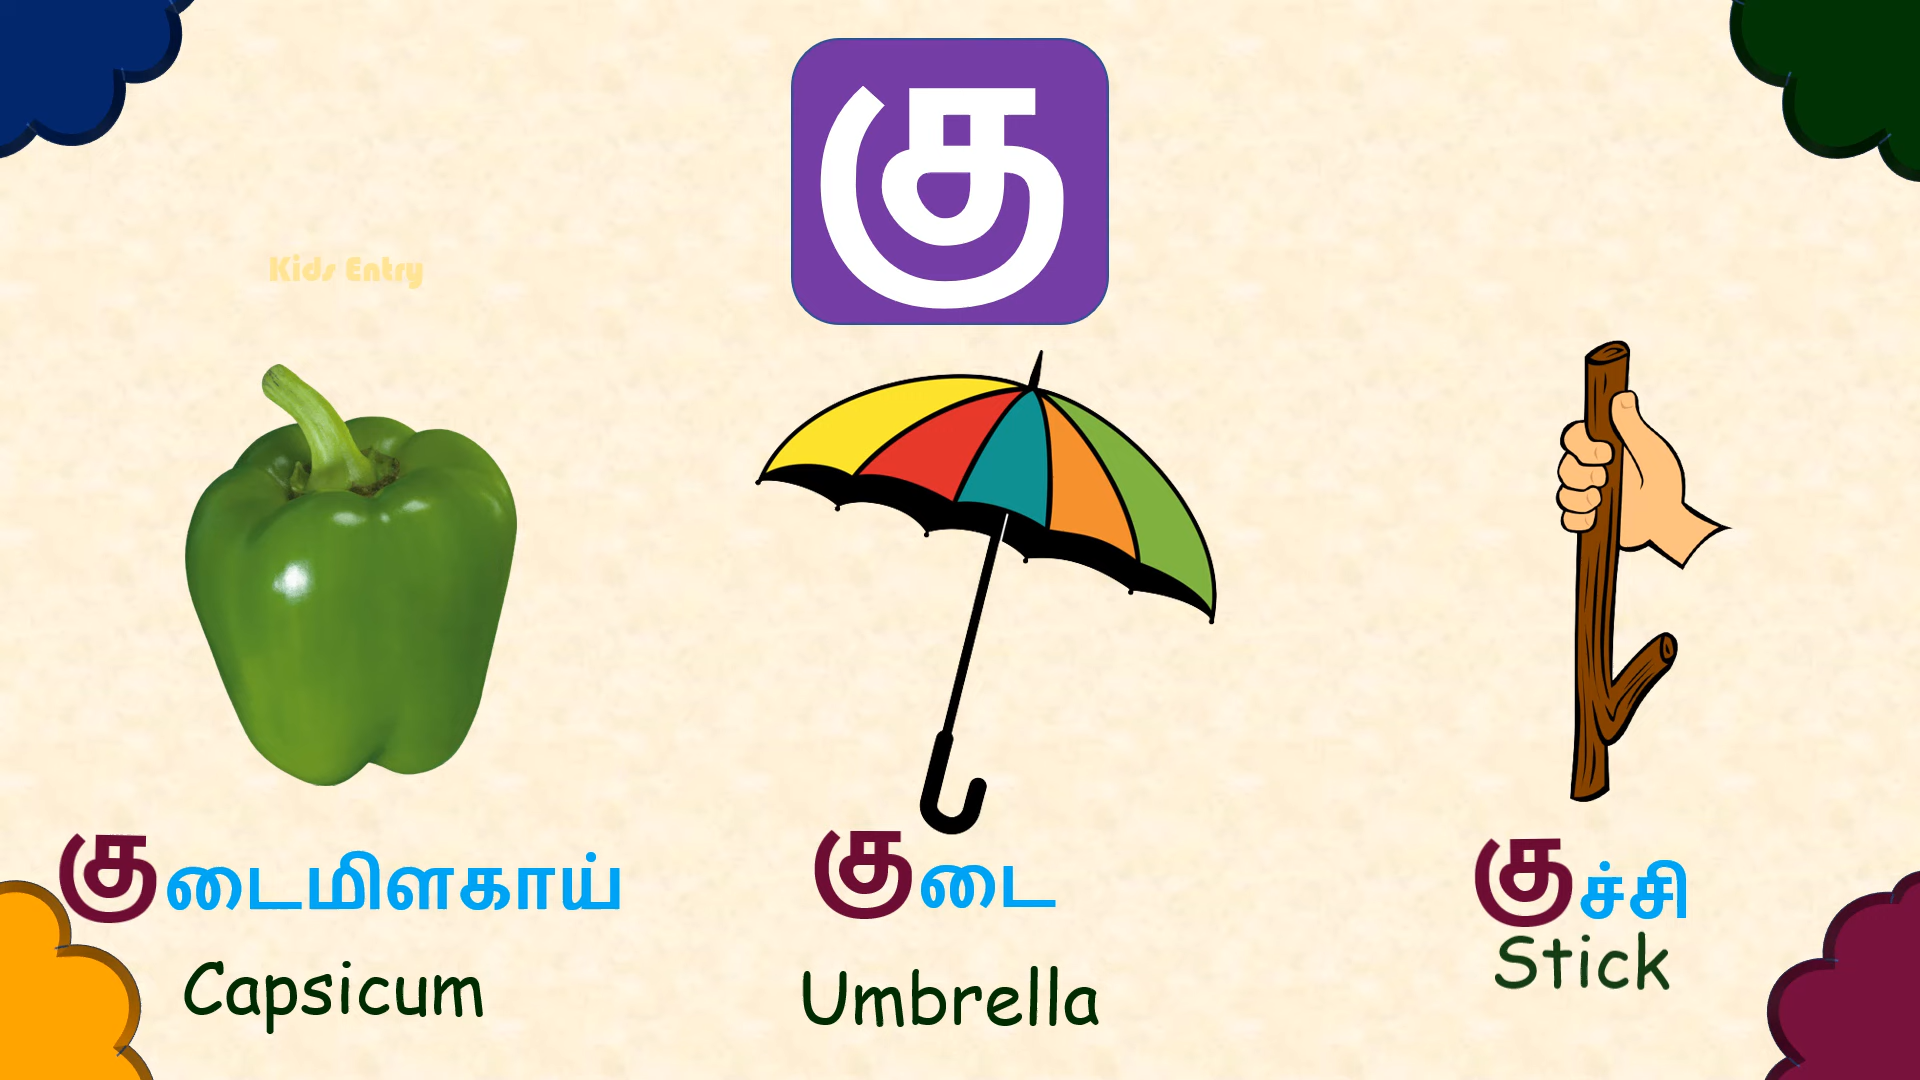 கு
Kids Entry
குடைமிளகாய்
Capsicum
குடை
Umbrella
குச்சி
Stick